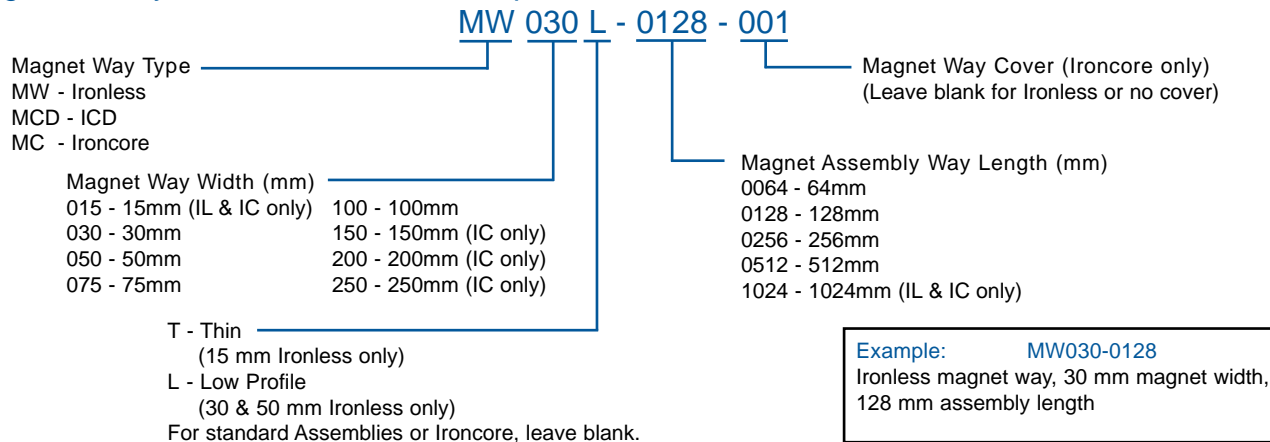 MW 030 L - 0128 - 001
Magnet Way Type
MW - Ironless
MCD - ICD
MC - Ironcore
Magnet Way Cover (Ironcore only)
(Leave blank for Ironless or no cover)
Magnet Way Width (mm)
015 - 15mm (IL & IC only) 100 - 100mm
030 - 30mm 150 - 150mm (IC only)
050 - 50mm 200 - 200mm (IC only)
075 - 75mm 250 - 250mm (IC only)
Magnet Assembly Way Length (mm)
0064 - 64mm
0128 - 128mm
0256 - 256mm
0512 - 512mm
1024 - 1024mm (IL & IC only)
T - Thin
(15 mm Ironless only)
L - Low Profile
(30 & 50 mm Ironless only)
For standard Assemblies or Ironcore, leave blank.
Example: MW030-0128
Ironless magnet way, 30 mm magnet width,
128 mm assembly length